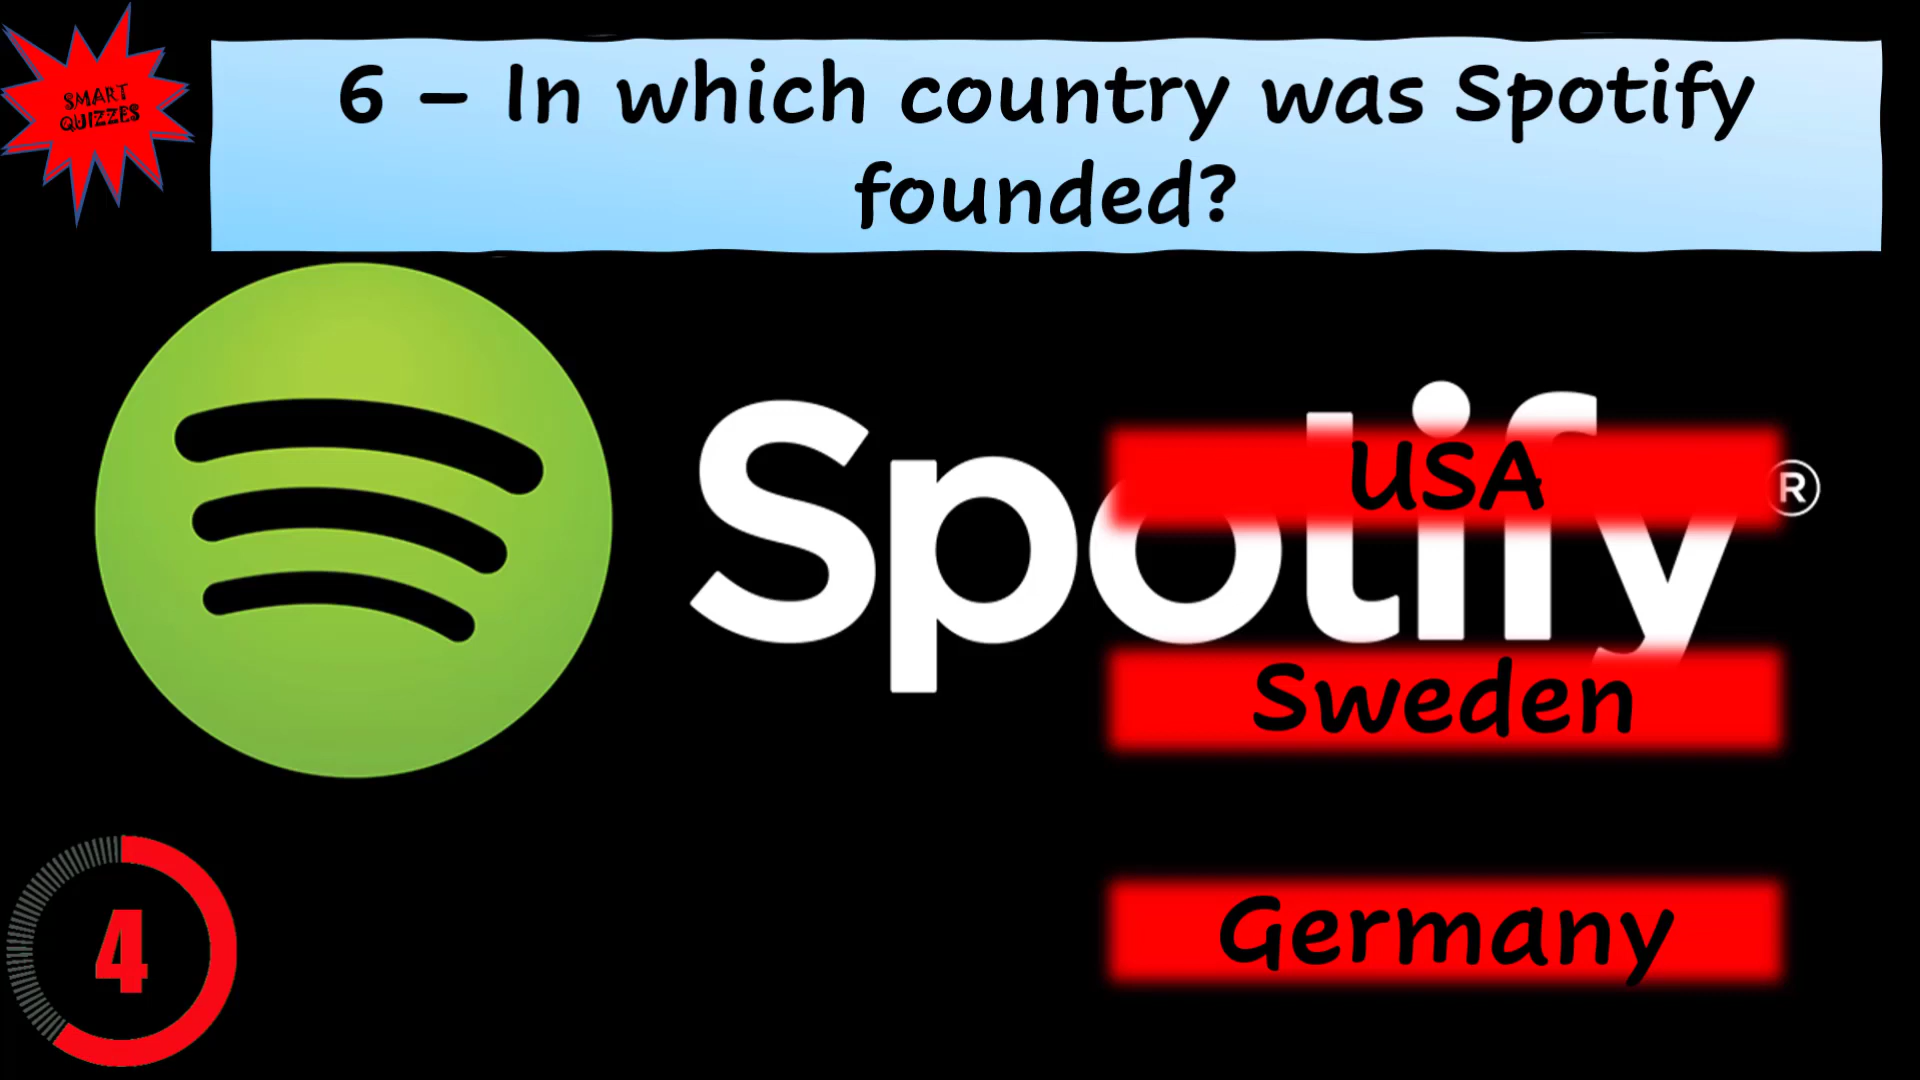 SMART
QUIZZES
6 – In which country was Spotify
founded?
Spotify®
USA
Sweden
Germany
4